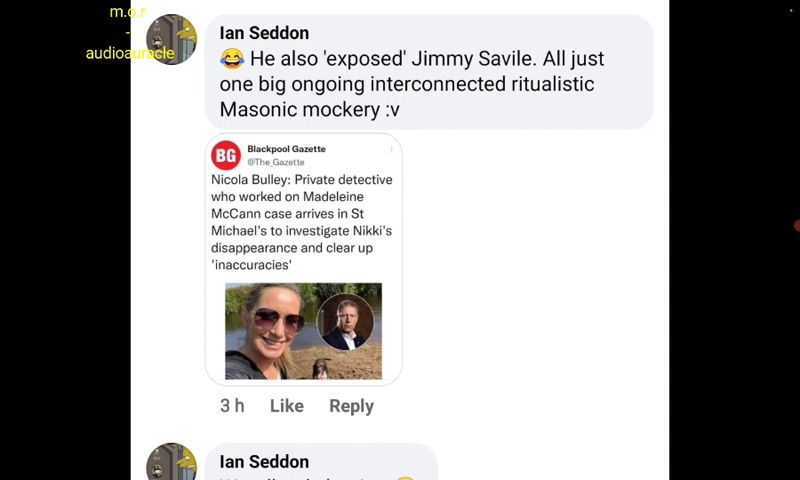 m.o.r
-
audioauracle
Ian Seddon
😂 He also 'exposed' Jimmy Savile. All just
one big ongoing interconnected ritualistic
Masonic mockery :v
BG
Blackpool Gazette
@The_Gazette
Nicola Bulley: Private detective
who worked on Madeleine
McCann case arrives in St
Michael's to investigate Nikki's
disappearance and clear up
'inaccuracies'
3 h Like Reply
Ian Seddon